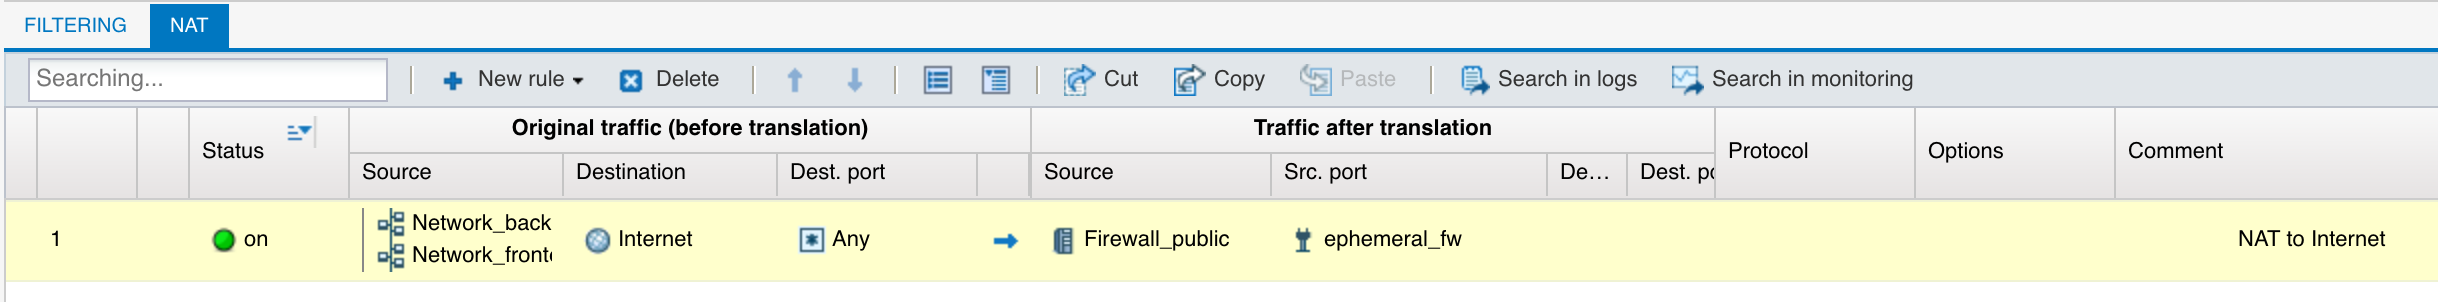 FILTERING NAT
Searching... New rule Delete Cut Copy Paste Search in logs Search in monitoring
Original traffic (before translation) Traffic after translation
Status Protocol Options Comment
Source Destination Dest. port Source Src. port De... Dest. po
Network_back
1 on Internet Any Firewall_public ephemeral_fw NAT to Internet
Network_fronte